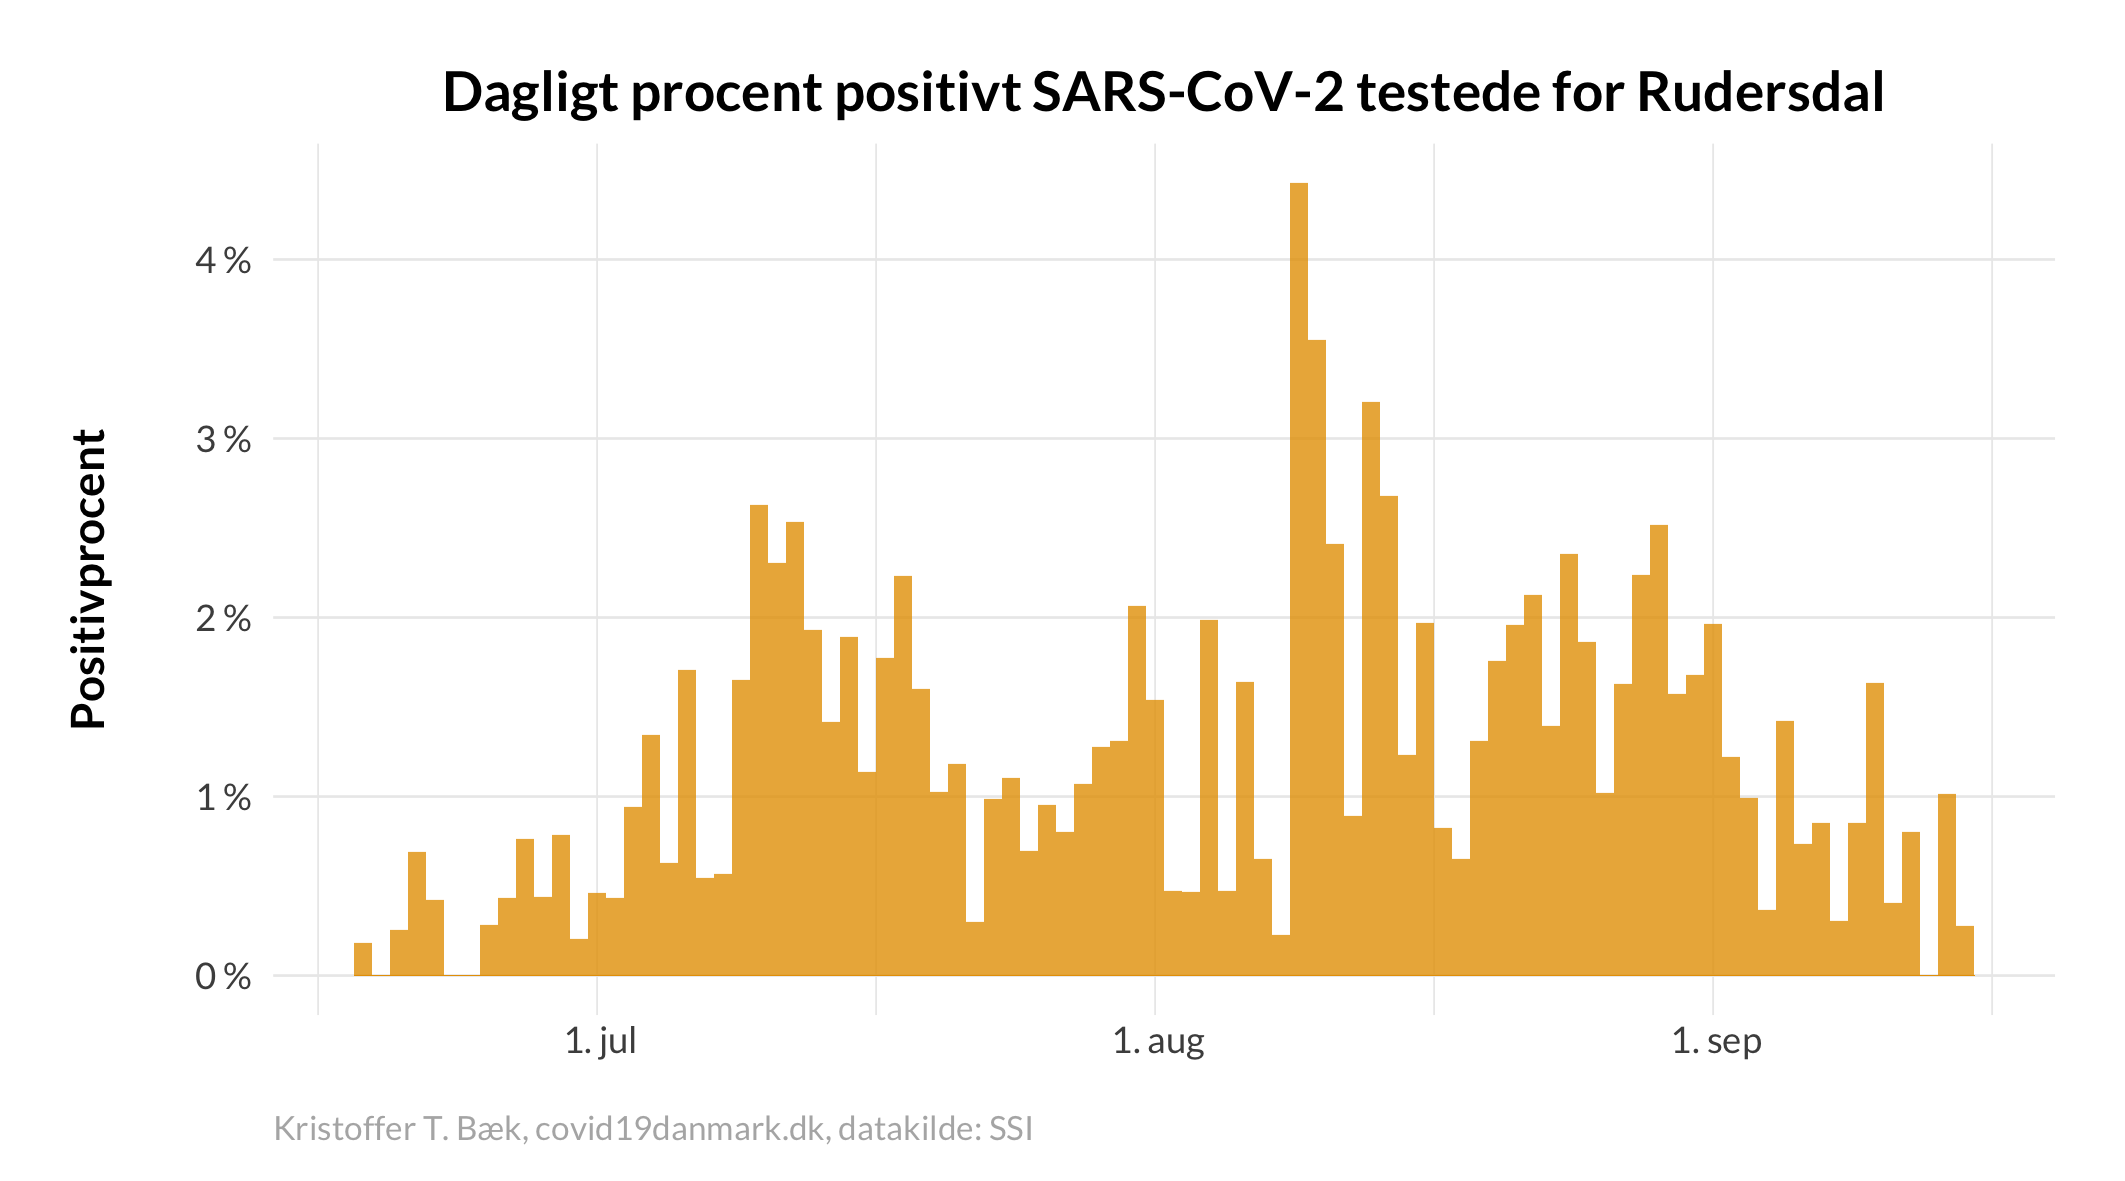 Dagligt procent positivt SARS-CoV-2 testede for Rudersdal
Positivprocent
4 %
3 %
2 %
1 %
0 %
1. jul
1. aug
1. sep
Kristoffer T. Bæk, covid19danmark.dk, datakilde: SSI